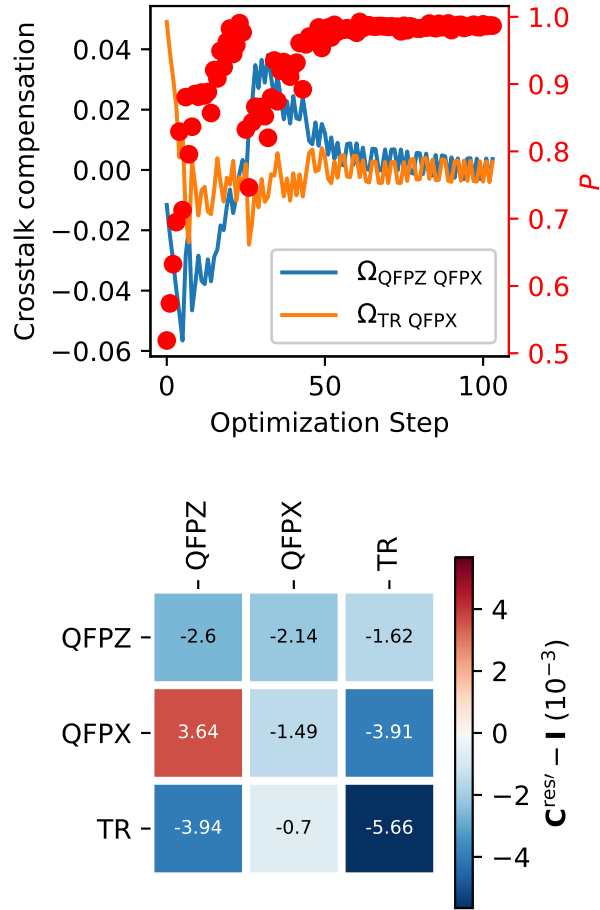 0.04
0.02
0.00
−0.02
−0.04
−0.06
Crosstalk compensation
1.0
0.9
0.8
0.7
0.6
0.5
P
Ω_QFPZ QFPX
Ω_TR QFPX
0 50 100
Optimization Step
QFPZ QFPX TR
QFPZ -2.6 -2.14 -1.62
QFPX 3.64 -1.49 -3.91
TR -3.94 -0.7 -5.66
4
2
0
−2
−4
C^res′ − I (10^−3)